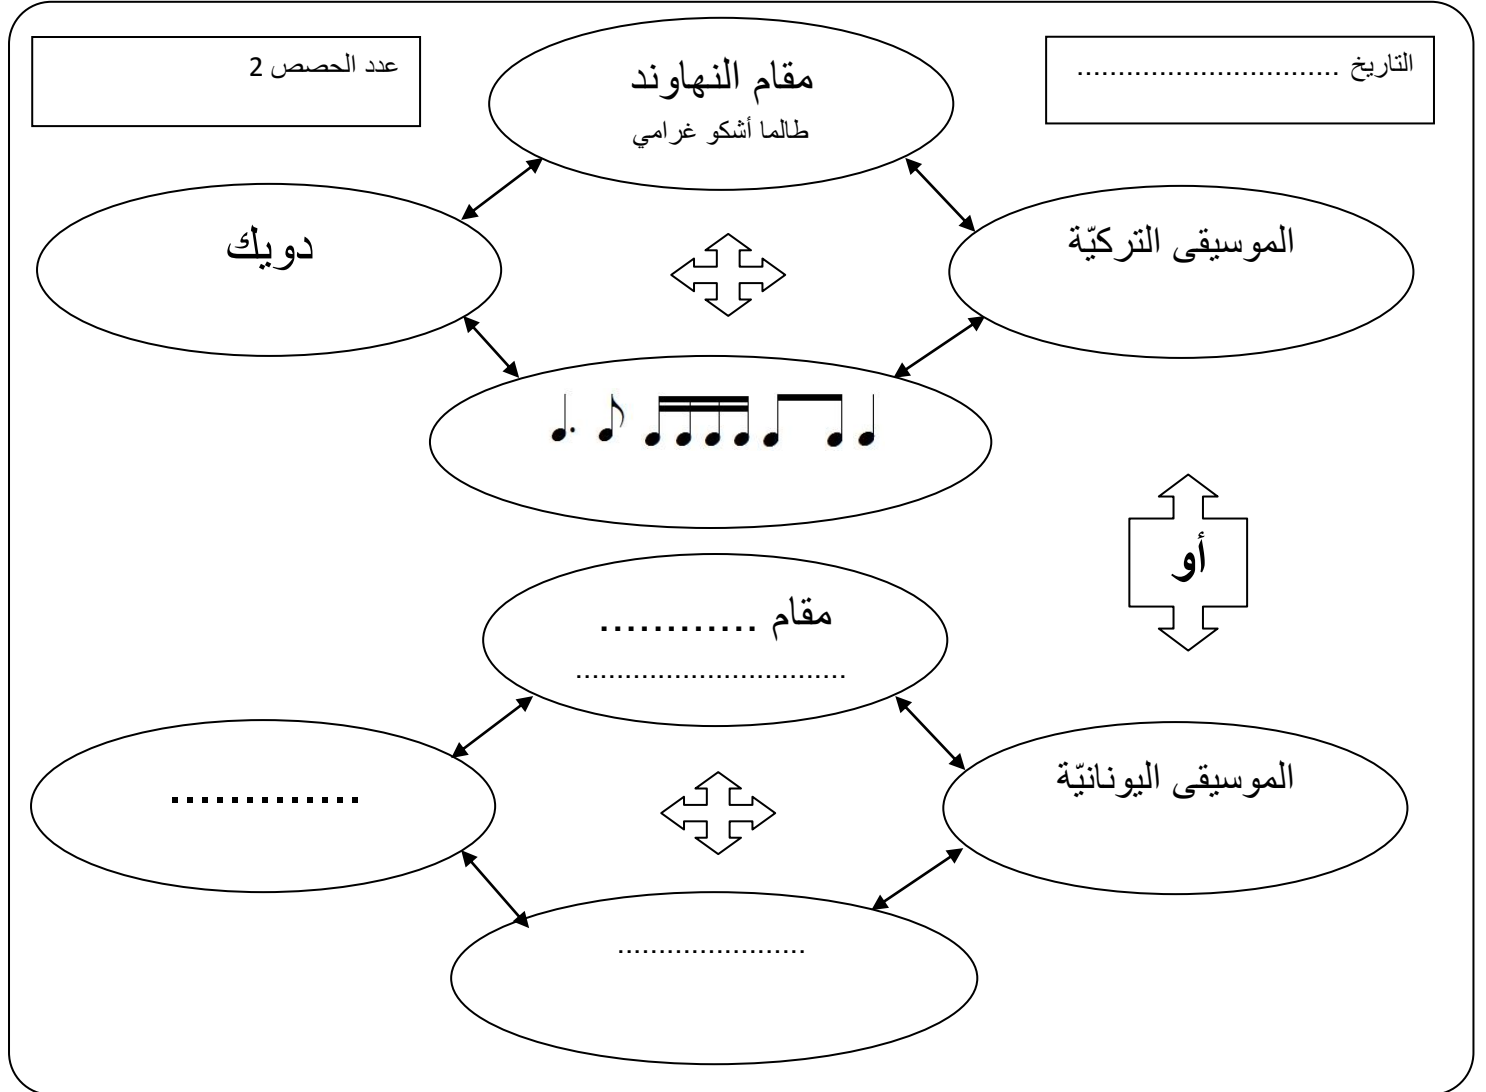 التاريخ ...............................
مقام النهاوند
طالما أشكو غرامي
عدد الحصص 2
الموسيقى التركيّة
دويك
أو
مقام ............
.................................
الموسيقى اليونانيّة
.............
.......................